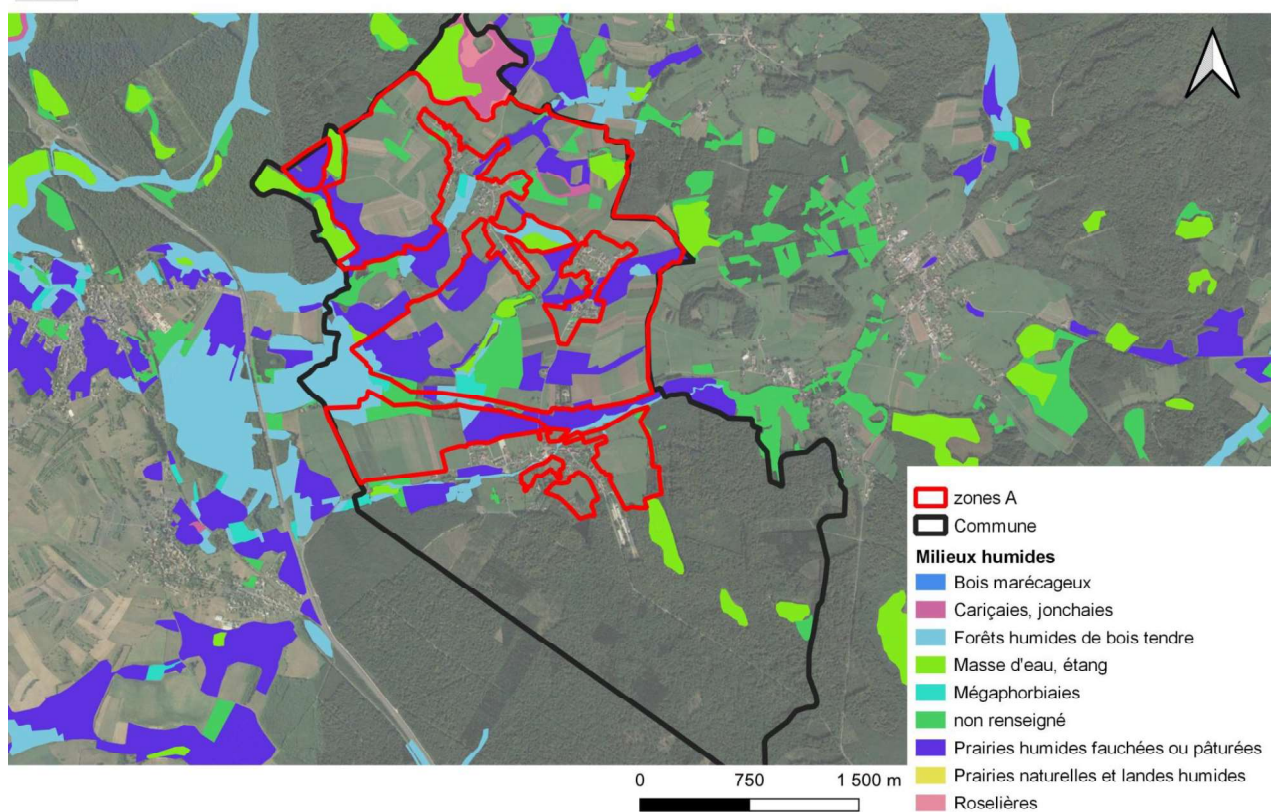 zones A
Commune
Milieux humides
Bois marécageux
Cariçaies, jonchaies
Forêts humides de bois tendre
Masse d'eau, étang
Mégaphorbiaies
non renseigné
Prairies humides fauchées ou pâturées
Prairies naturelles et landes humides
Roselières
0 750 1 500 m